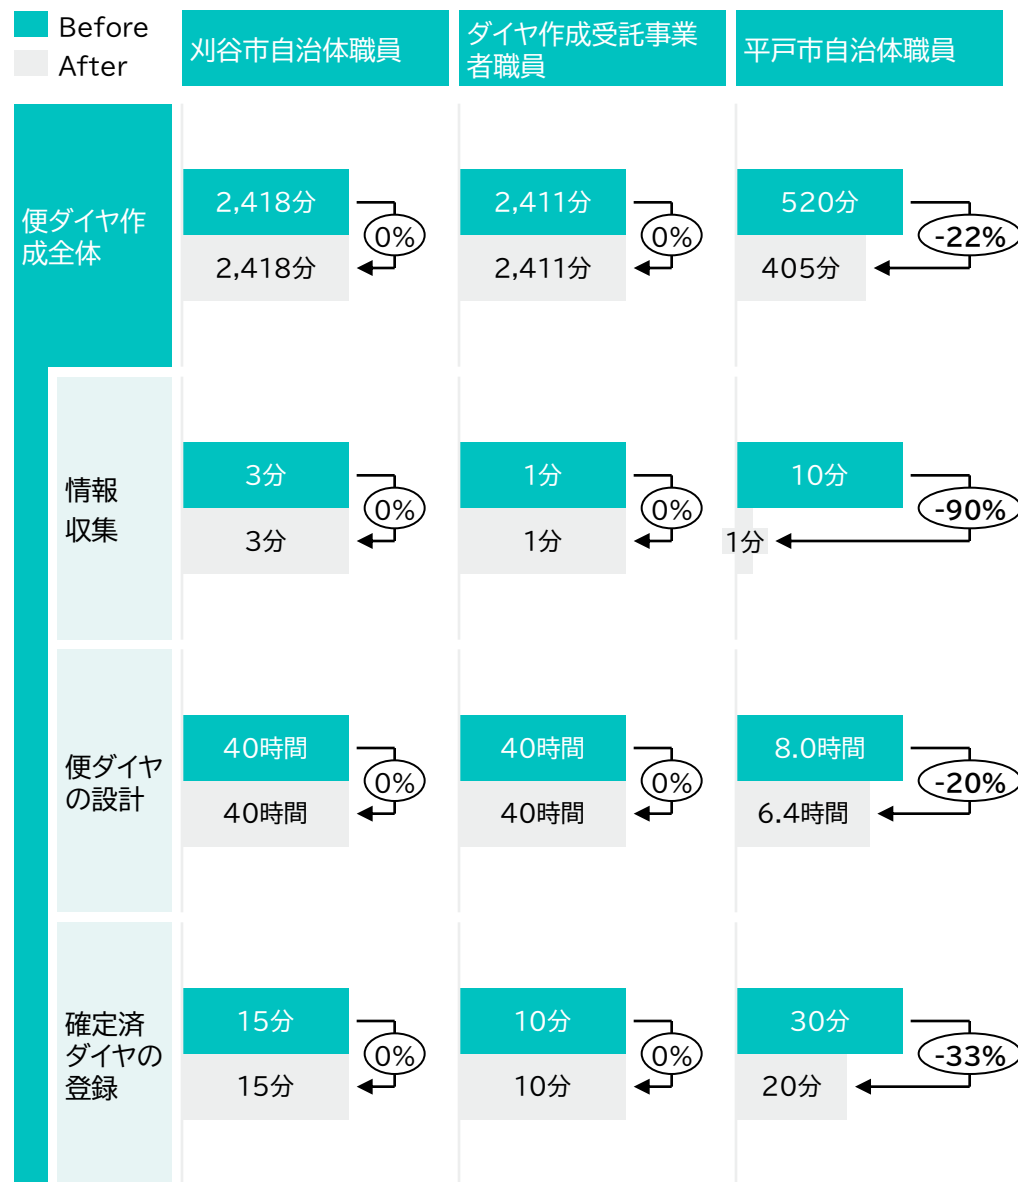 Before
After
刈谷市自治体職員
ダイヤ作成受託事業
者職員
平戸市自治体職員
便ダイヤ作
成全体
2,418分
0%
2,418分
2,411分
0%
2,411分
520分
-22%
405分
情報
収集
3分
0%
3分
1分
0%
1分
10分
-90%
1分
便ダイヤ
の設計
40時間
0%
40時間
40時間
0%
40時間
8.0時間
-20%
6.4時間
確定済
ダイヤの
登録
15分
0%
15分
10分
0%
10分
30分
-33%
20分